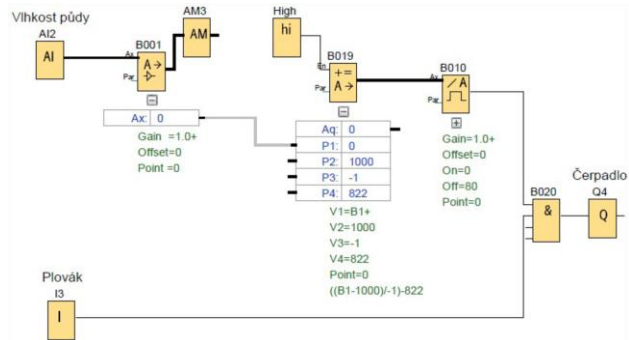 Vlhkost půdy
AI2
AI
B001
Ax
Par
A→
AM3
AM
High
hi
B019
En
Par
+=
A→
B010
Ax
Par
/A
Ax: 0
Gain =1.0+
Offset=0
Point =0
Aq: 0
P1: 0
P2: 1000
P3: -1
P4: 822
V1=B1+
V2=1000
V3=-1
V4=822
Point=0
((B1-1000)/-1)-822
Gain=1.0+
Offset=0
On=0
Off=80
Point=0
B020
&
Čerpadlo
Q4
Q
Plovák
I3
I